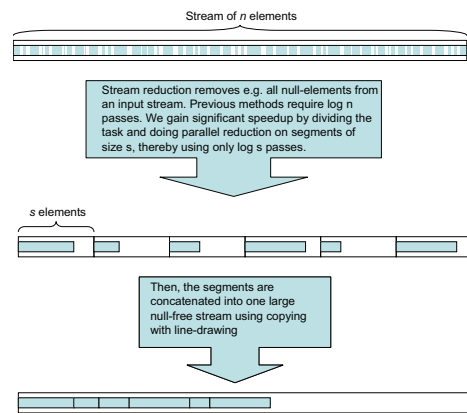 Stream of n elements
Stream reduction removes e.g. all null-elements from
an input stream. Previous methods require log n
passes. We gain significant speedup by dividing the
task and doing parallel reduction on segments of
size s, thereby using only log s passes.
s elements
Then, the segments are
concatenated into one large
null-free stream using copying
with line-drawing